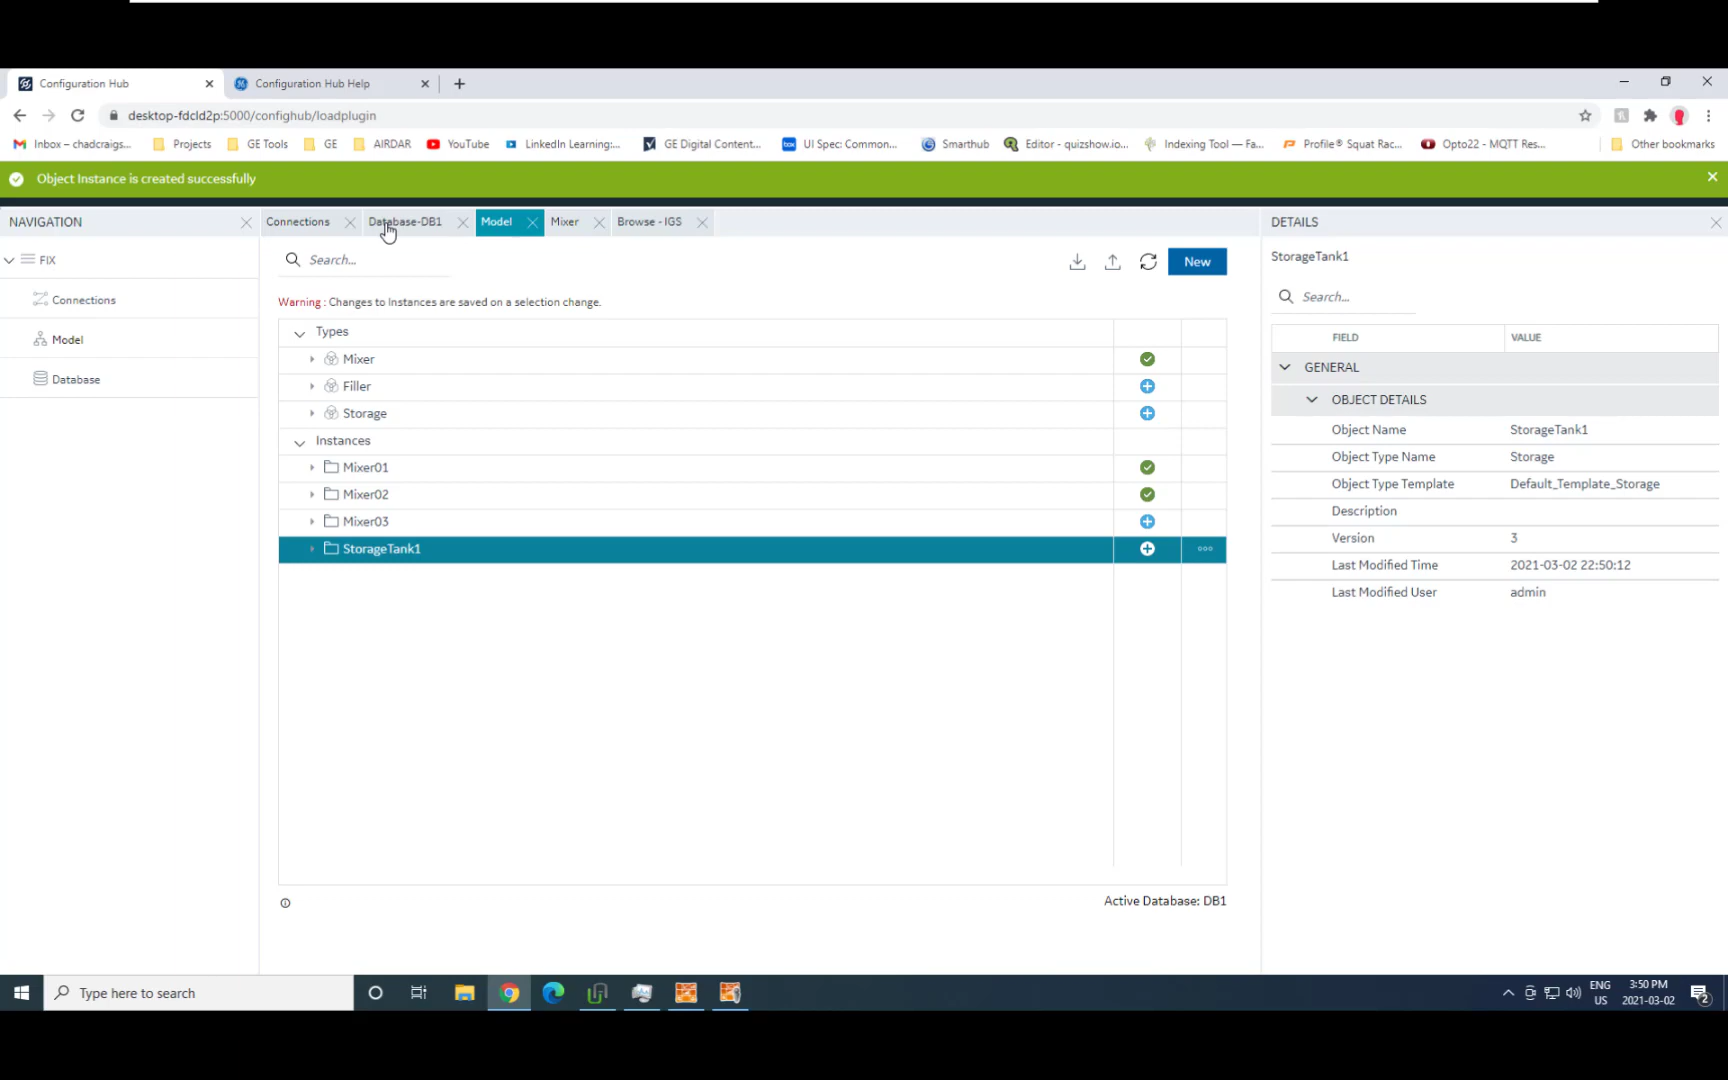 Configuration Hub
Configuration Hub Help
desktop-fdcld2p:5000/confighub/loadplugin
Inbox – chadcraigs...
Projects
GE Tools
GE
AIRDAR
YouTube
LinkedIn Learning:...
GE Digital Content...
UI Spec: Common...
Smarthub
Editor - quizshow.io...
Indexing Tool — Fa...
Profile® Squat Rac...
Opto22 - MQTT Res...
Other bookmarks
Object Instance is created successfully
NAVIGATION
Connections
Database-DB1
Model
Mixer
Browse - IGS
DETAILS
FIX
Connections
Model
Database
Search...
New
Warning : Changes to Instances are saved on a selection change.
Types
Mixer
Filler
Storage
Instances
Mixer01
Mixer02
Mixer03
StorageTank1
Active Database: DB1
StorageTank1
Search...
FIELD VALUE
GENERAL
OBJECT DETAILS
Object Name StorageTank1
Object Type Name Storage
Object Type Template Default_Template_Storage
Description
Version 3
Last Modified Time 2021-03-02 22:50:12
Last Modified User admin
Type here to search
ENG
US
3:50 PM
2021-03-02
2